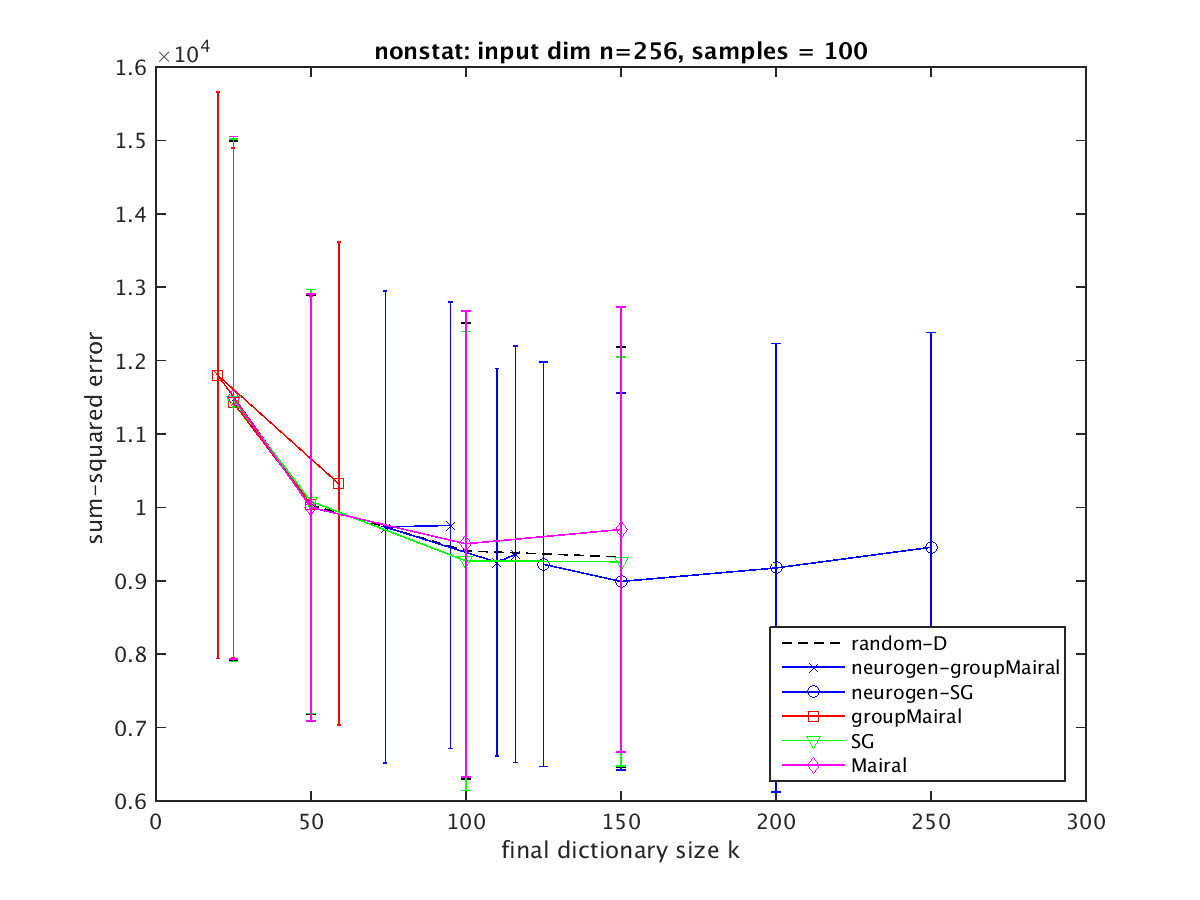 nonstat: input dim n=256, samples = 100
×10^4
1.6
1.5
1.4
1.3
1.2
1.1
1
0.9
0.8
0.7
0.6
sum-squared error
random-D
neurogen-groupMairal
neurogen-SG
groupMairal
SG
Mairal
0 50 100 150 200 250 300
final dictionary size k